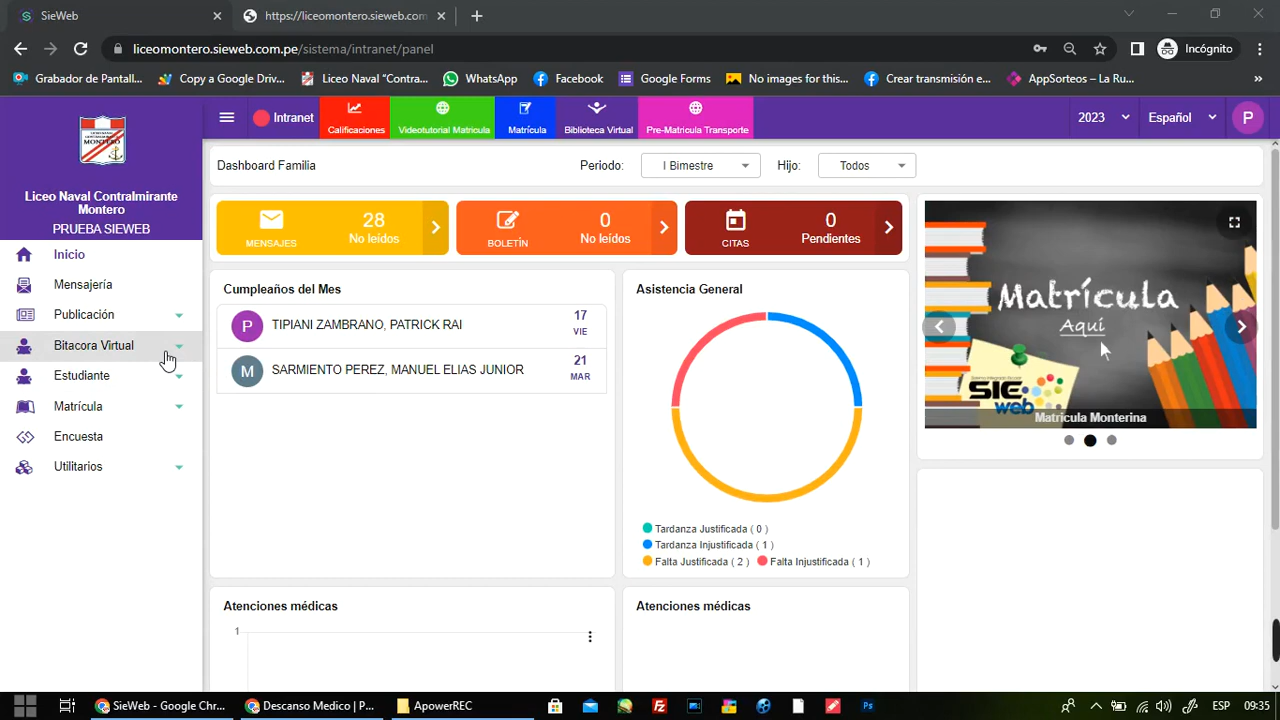 SieWeb
https://liceomontero.sieweb.com
liceomontero.sieweb.com.pe/sistema/intranet/panel
Incógnito
Grabador de Pantall...
Copy a Google Driv...
Liceo Naval "Contra...
WhatsApp
Facebook
Google Forms
No images for this...
Crear transmisión e...
AppSorteos – La Ru...
»
Intranet
Calificaciones
Videotutorial Matricula
Matrícula
Biblioteca Virtual
Pre-Matricula Transporte
2023
Español
P
Liceo Naval Contralmirante
Montero
PRUEBA SIEWEB
Inicio
Mensajería
Publicación
Bitacora Virtual
Estudiante
Matrícula
Encuesta
Utilitarios
Dashboard Familia
Periodo:
I Bimestre
Hijo:
Todos
MENSAJES
28
No leídos
BOLETÍN
0
No leídos
CITAS
0
Pendientes
Cumpleaños del Mes
P
TIPIANI ZAMBRANO, PATRICK RAI
17
VIE
M
SARMIENTO PEREZ, MANUEL ELIAS JUNIOR
21
MAR
Asistencia General
Tardanza Justificada ( 0 )
Tardanza Injustificada ( 1 )
Falta Justificada ( 2 )
Falta Injustificada ( 1 )
Matrícula
Aquí
SIE
web
Matrícula Monterina
Atenciones médicas
1
Atenciones médicas
SieWeb - Google Chr...
Descanso Medico | P...
ApowerREC
ESP
09:35